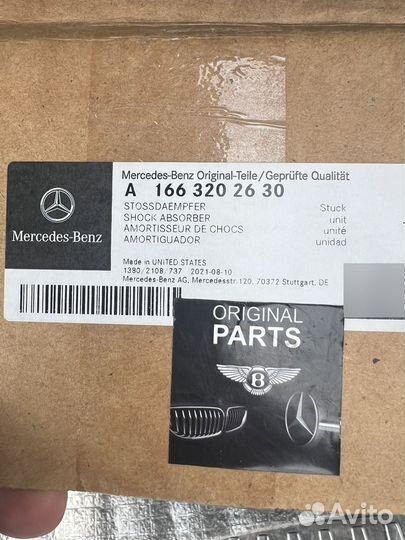 Mercedes-Benz
Mercedes-Benz Original-Teile/Geprüfte Qualität
A 166 320 26 30
STOSSDAEMPFER Stuck
SHOCK ABSORBER unit
AMORTISSEUR DE CHOCS unité
AMORTIGUADOR unidad
Made in UNITED STATES
1380/2108/737 2021-08-10
Mercedes-Benz AG, Mercedesstr.120, 70372 Stuttgart, DE
ORIGINAL
PARTS
B
Avito